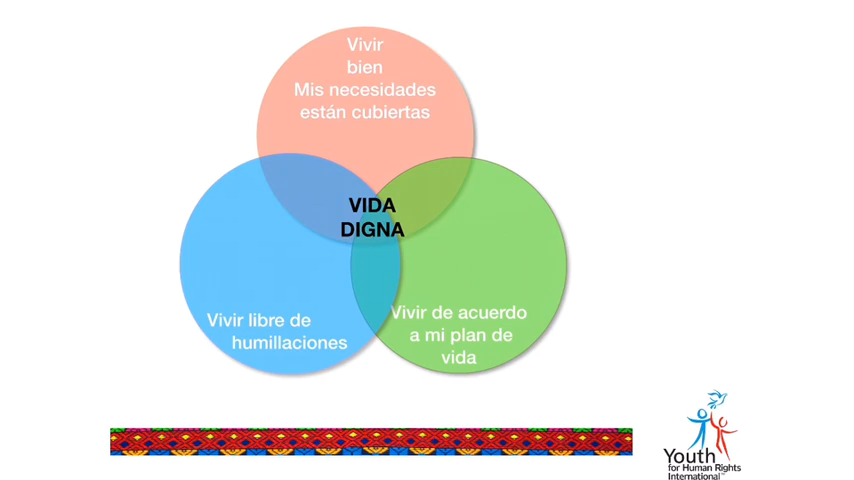 Vivir
bien
Mis necesidades
están cubiertas
VIDA
DIGNA
Vivir libre de
humillaciones
Vivir de acuerdo
a mi plan de
vida
Youth
for Human Rights
International